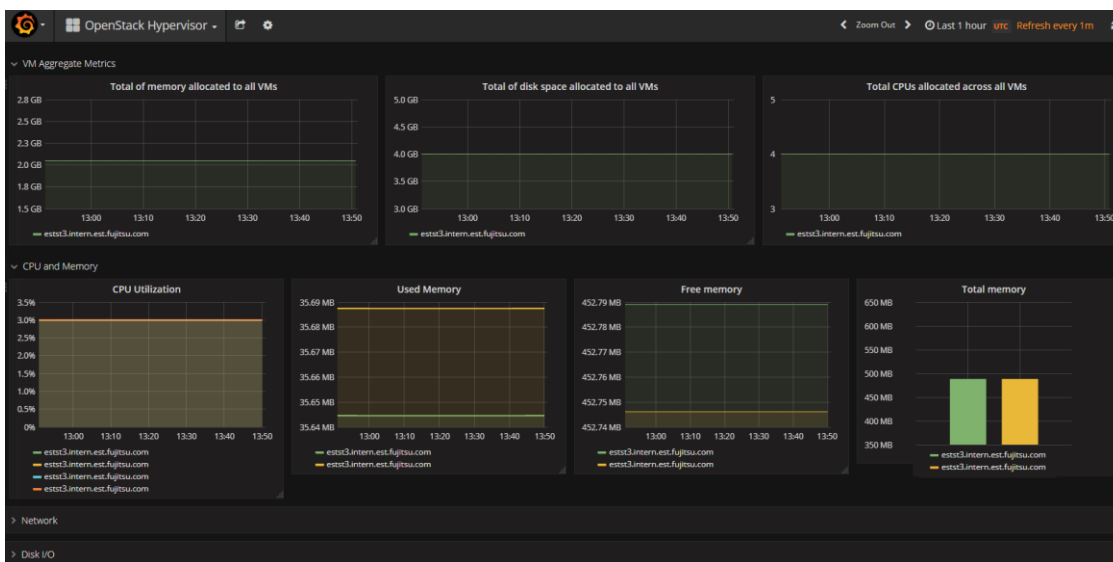 OpenStack Hypervisor
Zoom Out Last 1 hour UTC Refresh every 1m
VM Aggregate Metrics
Total of memory allocated to all VMs
2.8 GB
2.5 GB
2.3 GB
2.0 GB
1.8 GB
1.5 GB
13:00 13:10 13:20 13:30 13:40 13:50
estst3.intern.est.fujitsu.com
Total of disk space allocated to all VMs
5.0 GB
4.5 GB
4.0 GB
3.5 GB
3.0 GB
13:00 13:10 13:20 13:30 13:40 13:50
estst3.intern.est.fujitsu.com
Total CPUs allocated across all VMs
5
4
3
13:00 13:10 13:20 13:30 13:40 13:50
estst3.intern.est.fujitsu.com
CPU and Memory
CPU Utilization
3.5%
3.0%
2.5%
2.0%
1.5%
1.0%
0.5%
0%
13:00 13:10 13:20 13:30 13:40 13:50
estst3.intern.est.fujitsu.com
estst3.intern.est.fujitsu.com
estst3.intern.est.fujitsu.com
estst3.intern.est.fujitsu.com
Used Memory
35.69 MB
35.68 MB
35.67 MB
35.66 MB
35.65 MB
35.64 MB
13:00 13:10 13:20 13:30 13:40 13:50
estst3.intern.est.fujitsu.com
estst3.intern.est.fujitsu.com
Free memory
452.79 MB
452.78 MB
452.77 MB
452.76 MB
452.75 MB
452.74 MB
13:00 13:10 13:20 13:30 13:40 13:50
estst3.intern.est.fujitsu.com
estst3.intern.est.fujitsu.com
Total memory
650 MB
600 MB
550 MB
500 MB
450 MB
400 MB
350 MB
estst3.intern.est.fujitsu.com
estst3.intern.est.fujitsu.com
Network
Disk I/O